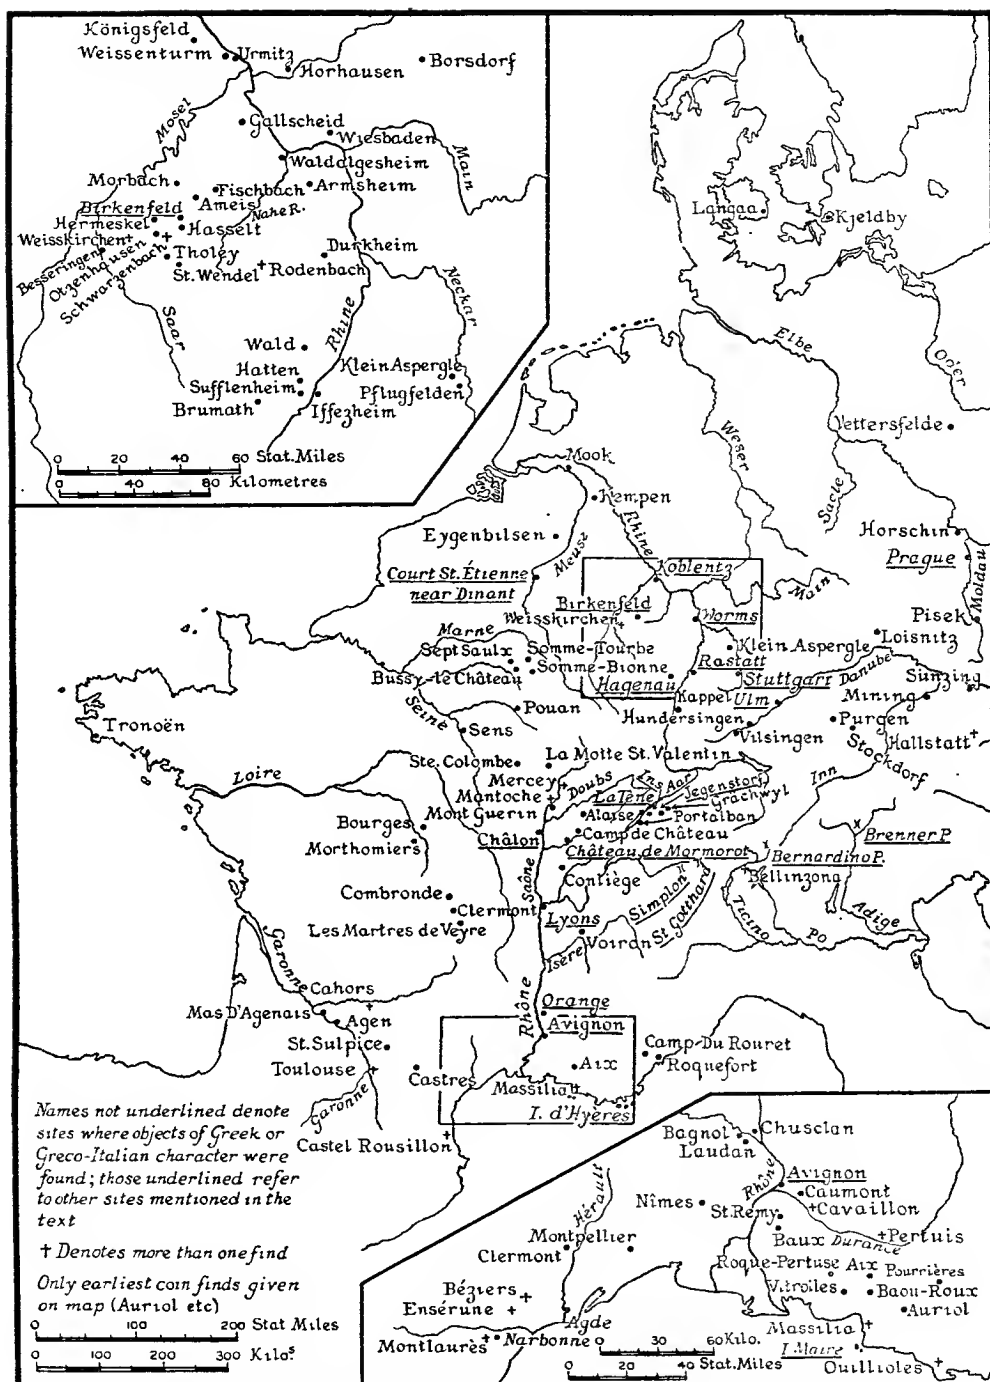 Königsfeld
Weissenturm
Urmitz
Horhausen
Borsdorf
Mosel
Gallscheid
Wiesbaden
Main
Waldalgesheim
Morbach
Fischbach
Armsheim
Ameis
Birkenfeld
Nahe R.
Hermeskel
Hasselt
Weisskirchen
Durkheim
Besseringen
Otzenhausen
Tholey
Schwarzenbach
St. Wendel
Rodenbach
Neckar
Saar
Rhine
Wald
Hatten
Klein Aspergle
Sufflenheim
Pflugfelden
Brumath
Iffezheim
0 20 40 60 Stat. Miles
0 40 80 Kilometres
Langaa
Kjeldby
Elbe
Oder
Vettersfelde
Weser
Mook
Saele
Kempen
Rhine
Horschin
Eygenbilsen
Meuse
Prague
Koblentz
Court St. Étienne
near Dinant
Moldau
Main
Birkenfeld
Weisskirchen
Worms
Pisek
Marne
Loisnitz
Somme-Tourbe
Klein Aspergle
Sept Saulx
Somme-Bionne
Rastatt
Danube
Bussy-le Château
Hagenau
Stuttgart
Sünzing
Kappel
Ulm
Mining
Seine
Pouan
Hundersingen
Purgen
Tronoën
Sens
Vilsingen
Stockdorf
Hallstatt
La Motte St. Valentin
Ste. Colombe
Loire
Mercey
Doubs
Ins
Aar
Jegenstorf
Inn
Mantoche
La Tène
Grächwyl
Mont Guerin
Alaise
Portalban
Bourges
Châlon
Camp de Château
Brenner P.
Morthomiers
Château de Mormorot
Bernardino P.
Contiège
Bellinzona
Saône
Simplon
St Gotthard
Combronde
Clermont
Lyons
Ticino
Adige
Les Martres de Veyre
Voiron
Po
Isère
Garonne
Cahors
Rhône
Orange
Mas D'Agenais
Agen
Avignon
St. Sulpice
Camp-Du Rouret
Toulouse
Aix
Roquefort
Castres
Massilia
Garonne
I. d'Hyères
Castel Rousillon
Names not underlined denote
sites where objects of Greek or
Greco-Italian character were
found; those underlined refer
to other sites mentioned in the
text
† Denotes more than one find
Only earliest coin finds given
on map (Auriol etc)
0 100 200 Stat Miles
0 100 200 300 Kilos.
Chusclan
Bagnol
Laudan
Rhône
Avignon
Hérault
Nîmes
Caumont
St. Remy
Cavaillon
Montpellier
Baux
Durance
Pertuis
Clermont
Roque-Pertuse
Aix
Pourrières
Béziers
Vitrolles
Baou-Roux
Ensérune
Auriol
Agde
Massilia
Montlaurès
Narbonne
0 30 60 Kilo.
I. Maire
0 20 40 Stat. Miles
Ouillioles